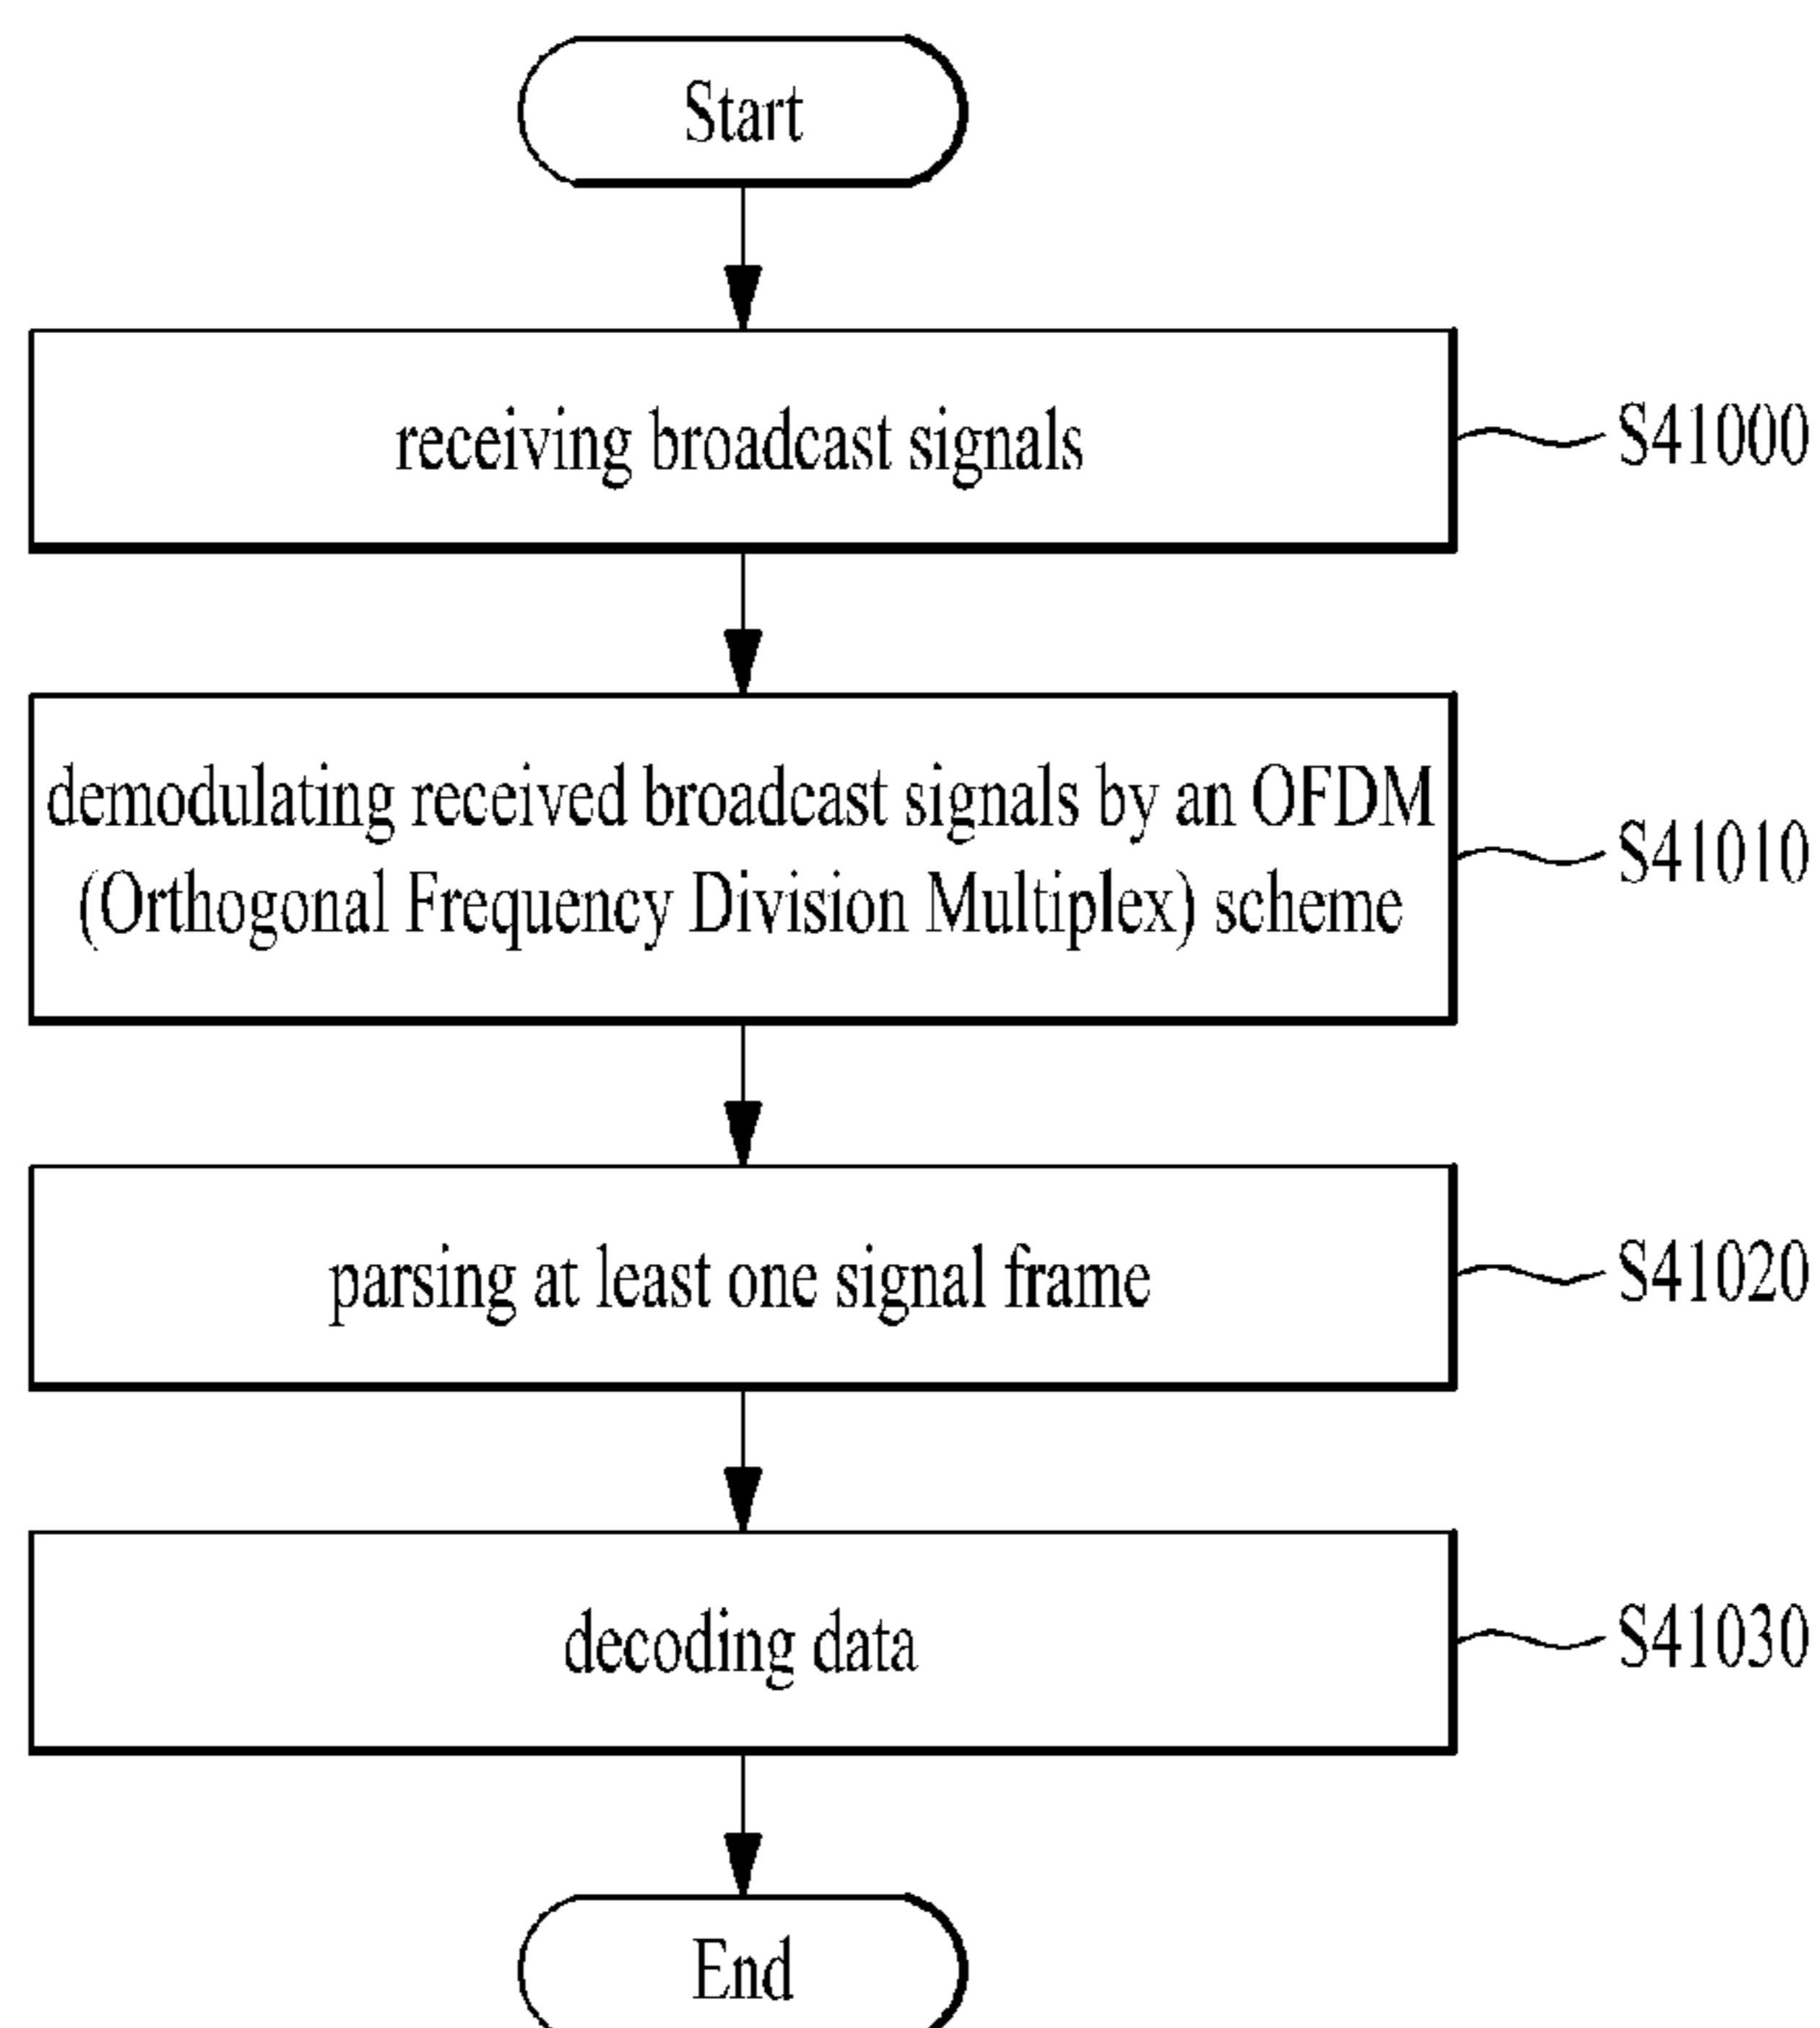 Start
receiving broadcast signals
S41000
demodulating received broadcast signals by an OFDM
(Orthogonal Frequency Division Multiplex) scheme
S41010
parsing at least one signal frame
S41020
decoding data
S41030
End